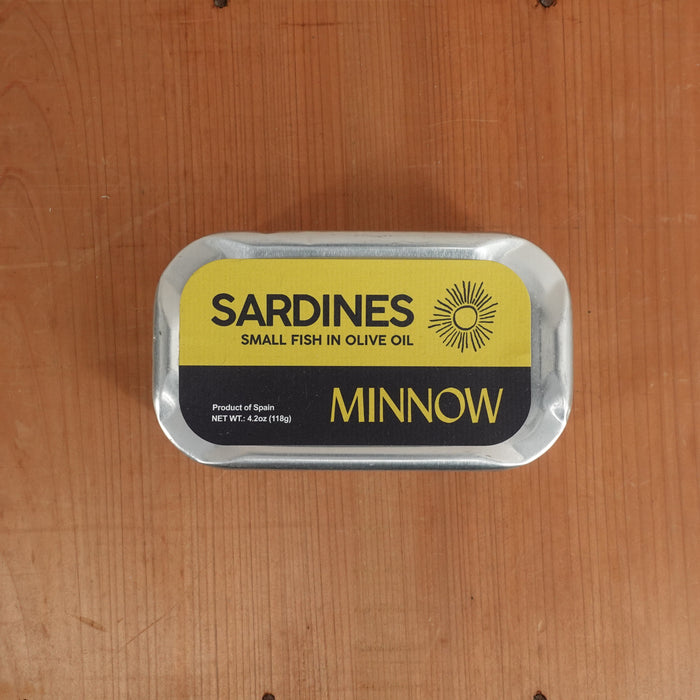 SARDINES
SMALL FISH IN OLIVE OIL
Product of Spain
NET WT.: 4.2oz (118g)
MINNOW